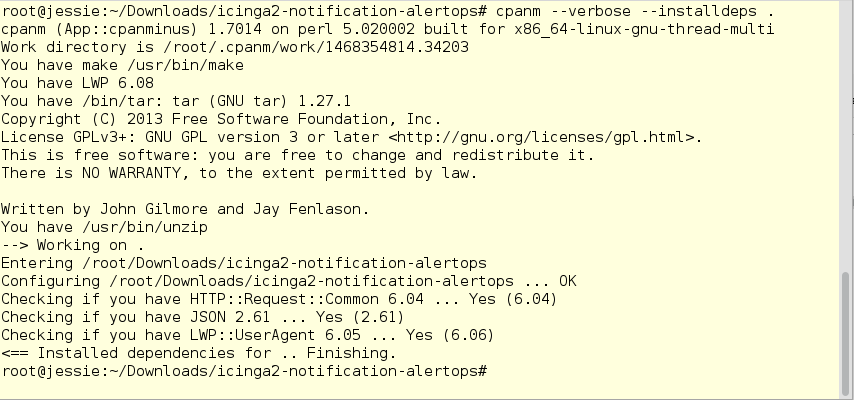 root@jessie:~/Downloads/icinga2-notification-alertops# cpanm --verbose --installdeps .
cpanm (App::cpanminus) 1.7014 on perl 5.020002 built for x86_64-linux-gnu-thread-multi
Work directory is /root/.cpanm/work/1468354814.34203
You have make /usr/bin/make
You have LWP 6.08
You have /bin/tar: tar (GNU tar) 1.27.1
Copyright (C) 2013 Free Software Foundation, Inc.
License GPLv3+: GNU GPL version 3 or later <http://gnu.org/licenses/gpl.html>.
This is free software: you are free to change and redistribute it.
There is NO WARRANTY, to the extent permitted by law.
Written by John Gilmore and Jay Fenlason.
You have /usr/bin/unzip
--> Working on .
Entering /root/Downloads/icinga2-notification-alertops
Configuring /root/Downloads/icinga2-notification-alertops ... OK
Checking if you have HTTP::Request::Common 6.04 ... Yes (6.04)
Checking if you have JSON 2.61 ... Yes (2.61)
Checking if you have LWP::UserAgent 6.05 ... Yes (6.06)
<== Installed dependencies for .. Finishing.
root@jessie:~/Downloads/icinga2-notification-alertops#